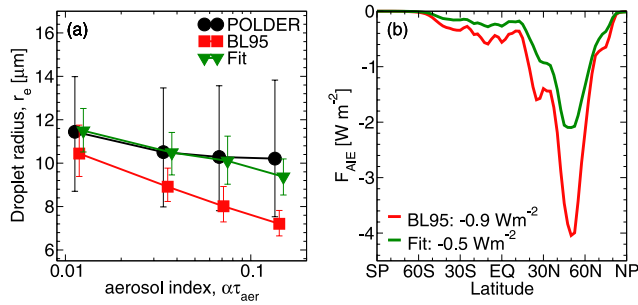 (a)
POLDER
BL95
Fit
Droplet radius, rₑ [μm]
16
14
12
10
8
6
0.01
0.1
aerosol index, ατₐₑᵣ
(b)
F_AIE [W m⁻²]
0
-1
-2
-3
-4
BL95: -0.9 Wm⁻²
Fit: -0.5 Wm⁻²
SP 60S 30S EQ 30N 60N NP
Latitude